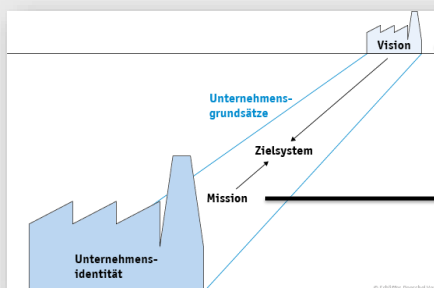 Vision
Unternehmens-
grundsätze
Zielsystem
Mission
Unternehmens-
identität